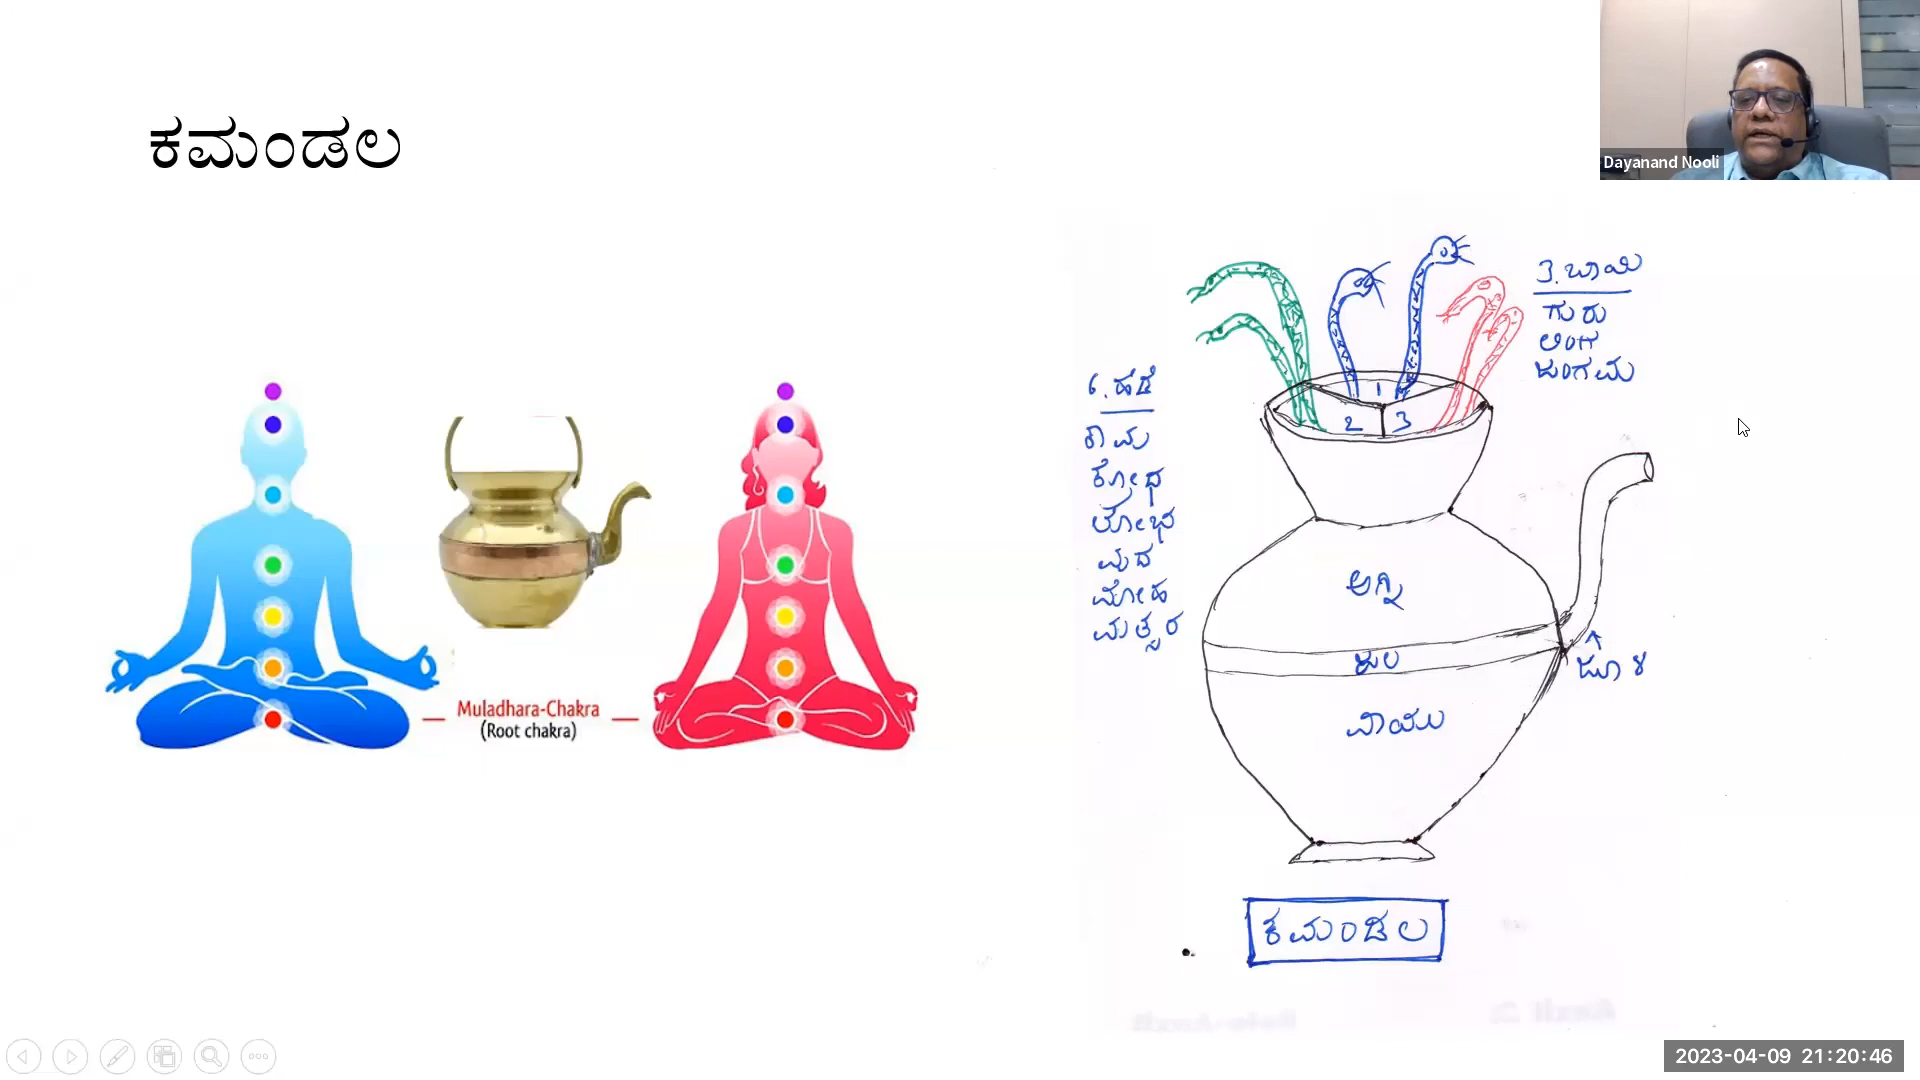 ಕಮಂಡಲ
Dayanand Nooli
Muladhara-Chakra
(Root chakra)
6. ಹೆಡೆ
ಕಾಮ
ಕ್ರೋಧ
ಲೋಭ
ಮದ
ಮೋಹ
ಮತ್ಸರ
1
2 3
3. ಬಾಯಿ
ಗುರು
ಲಿಂಗ
ಜಂಗಮ
ಅಗ್ನಿ
ಜಲ
ವಾಯು
ಕಮಂಡಲ
2023-04-09 21:20:46